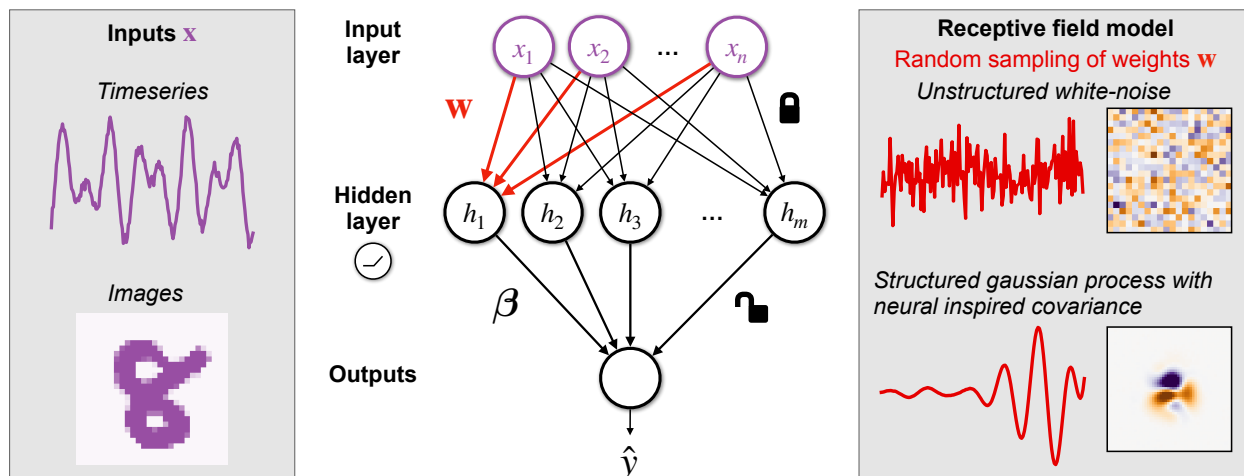 Inputs x
Timeseries
Images
Input
layer
x₁ x₂ ... xₙ
w
Hidden
layer
h₁ h₂ h₃ ... hₘ
β
Outputs
ŷ
Receptive field model
Random sampling of weights w
Unstructured white-noise
Structured gaussian process with
neural inspired covariance